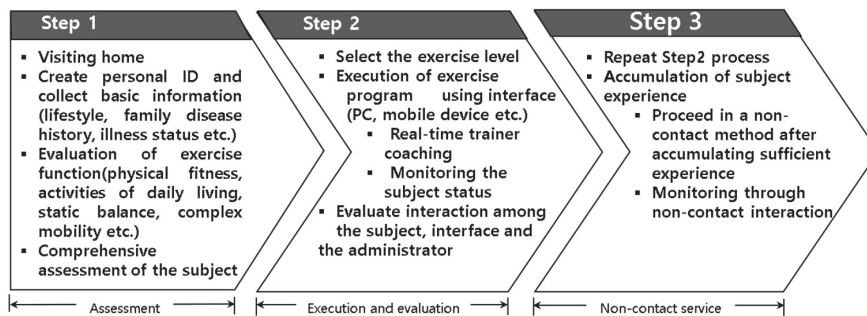 Step 1
▪ Visiting home
▪ Create personal ID and
collect basic information
(lifestyle, family disease
history, illness status etc.)
▪ Evaluation of exercise
function(physical fitness,
activities of daily living,
static balance, complex
mobility etc.)
▪ Comprehensive
assessment of the subject
Assessment
Step 2
▪ Select the exercise level
▪ Execution of exercise
program using interface
(PC, mobile device etc.)
▪ Real-time trainer
coaching
▪ Monitoring the
subject status
▪ Evaluate interaction among
the subject, interface and
the administrator
Execution and evaluation
Step 3
▪ Repeat Step2 process
▪ Accumulation of subject
experience
▪ Proceed in a non-
contact method after
accumulating sufficient
experience
▪ Monitoring through
non-contact interaction
Non-contact service